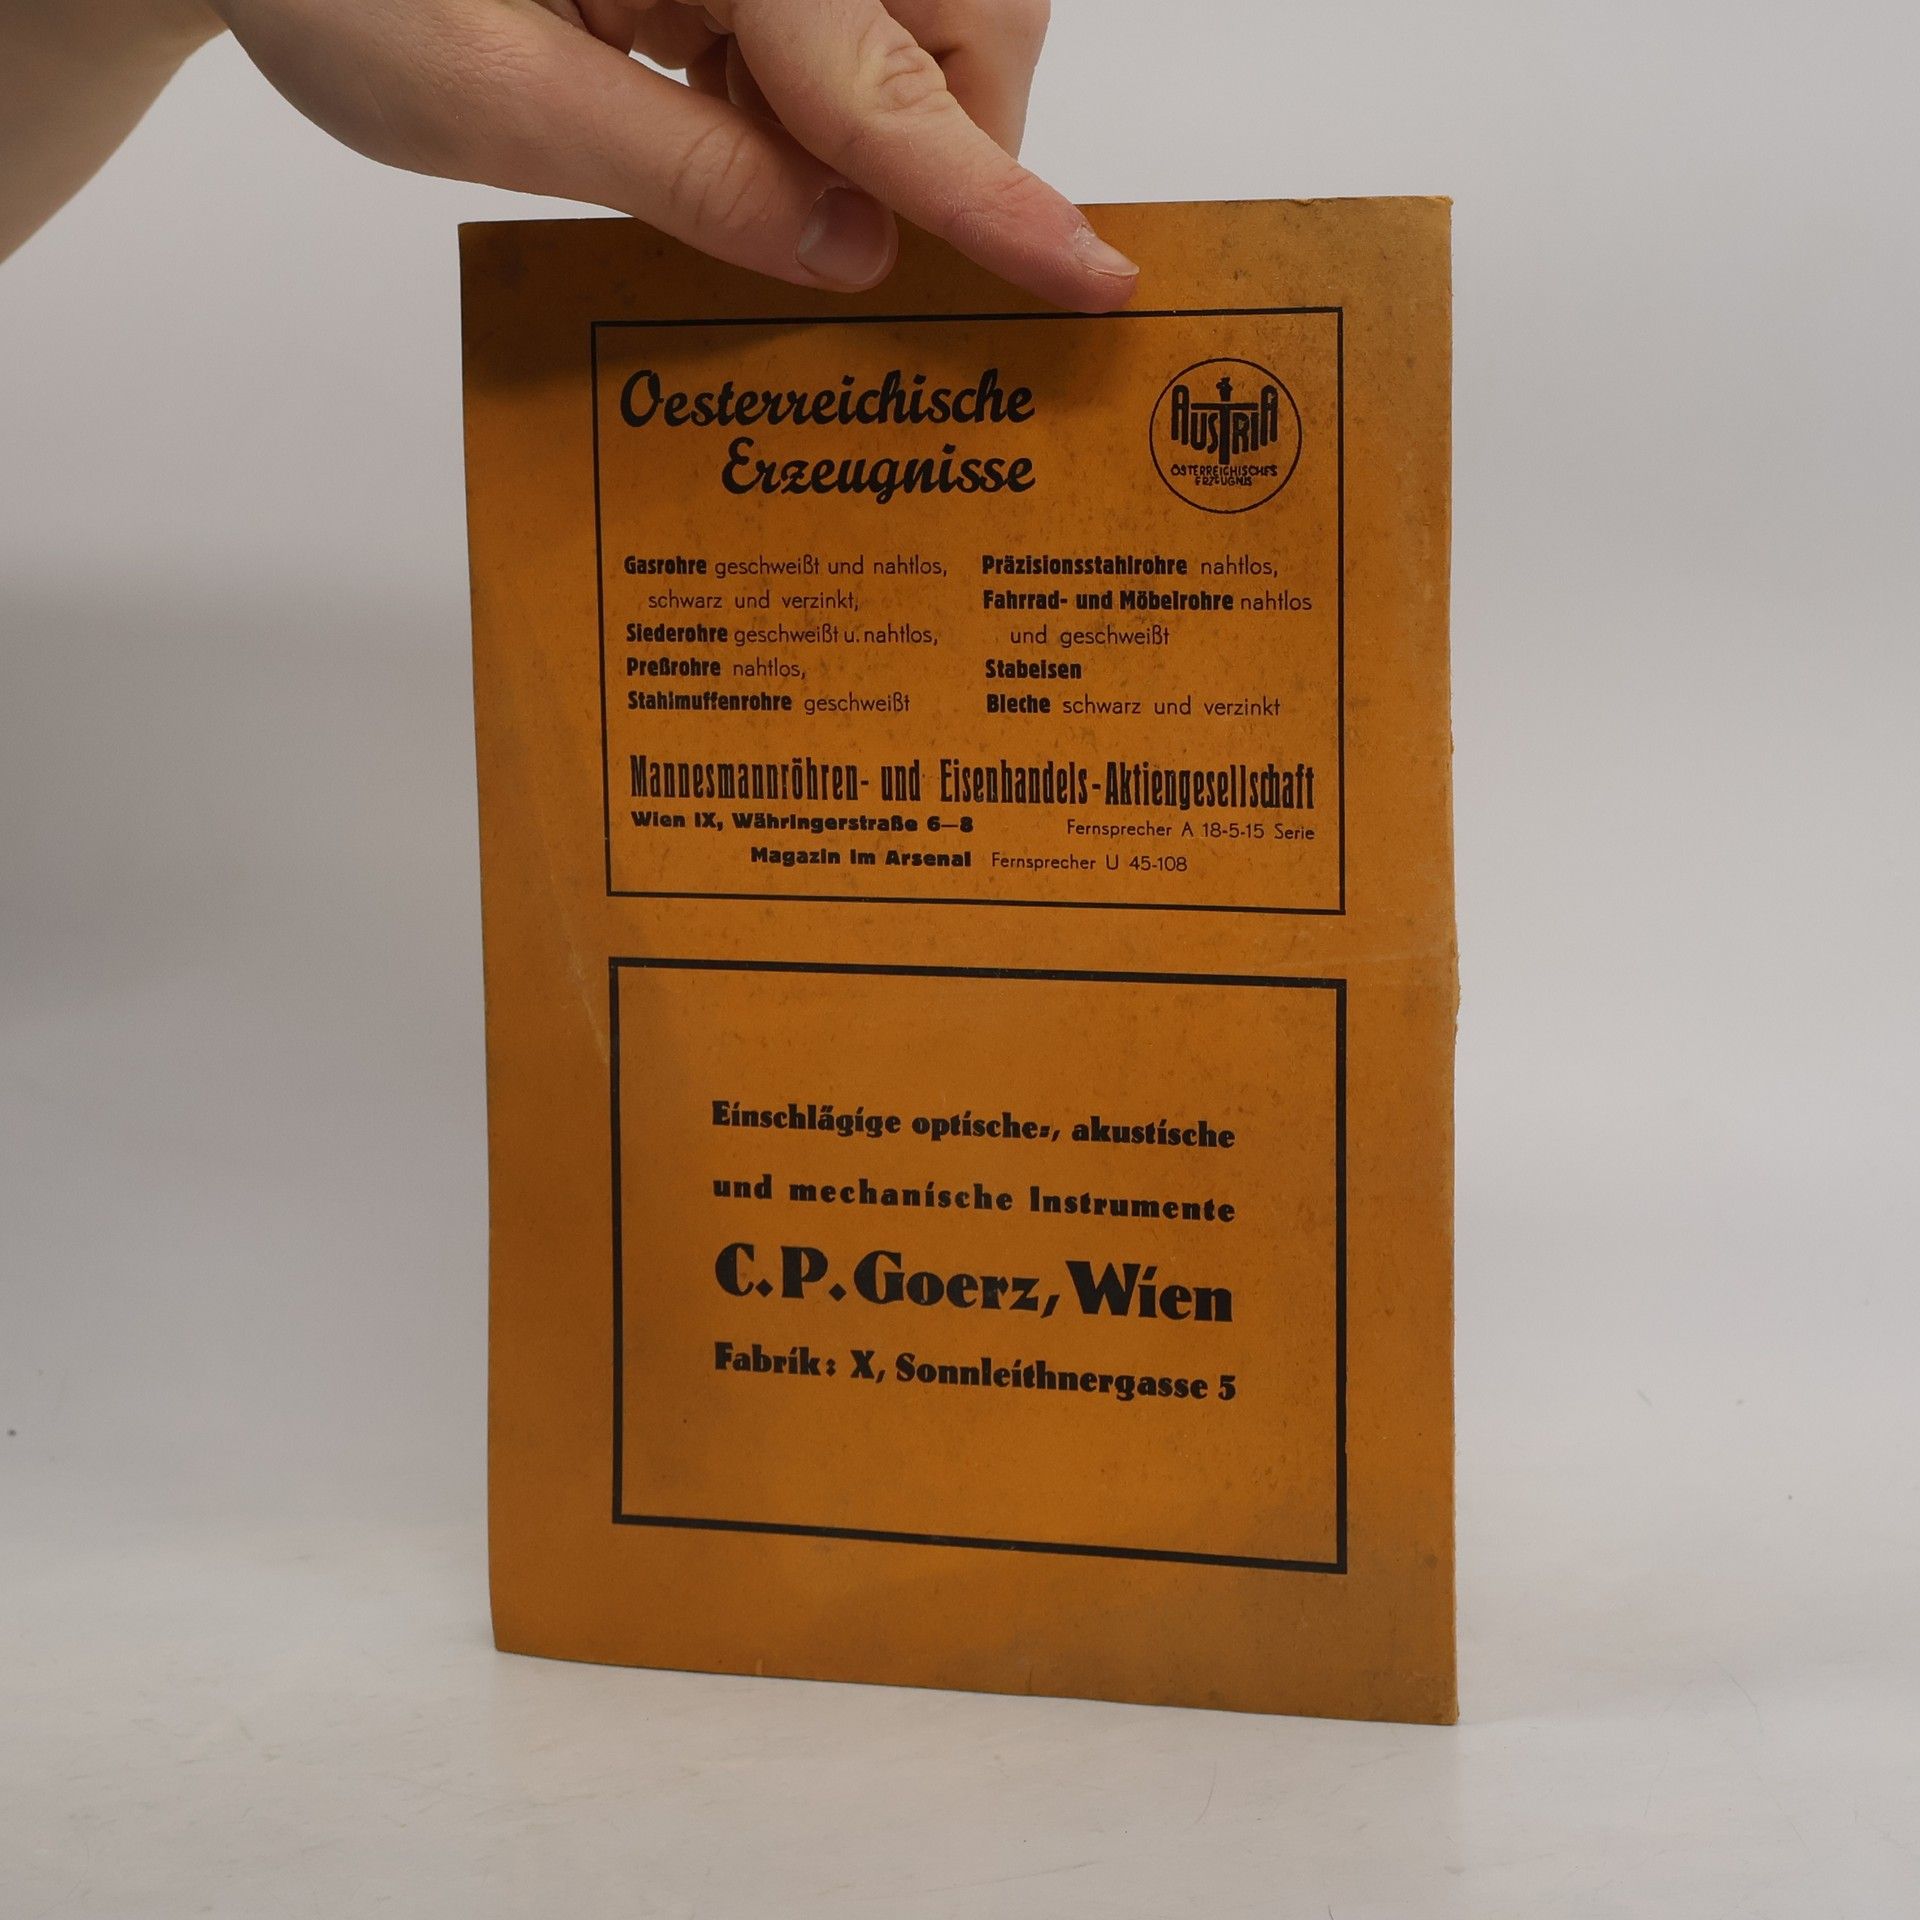 Oesterreichische
Erzeugnisse
AUSTRIA
ÖSTERREICHISCHES
ERZEUGNIS
Gasrohre geschweißt und nahtlos,
schwarz und verzinkt,
Siederohre geschweißt u. nahtlos,
Preßrohre nahtlos,
Stahlmuffenrohre geschweißt
Präzisionsstahlrohre nahtlos,
Fahrrad- und Möbelrohre nahtlos
und geschweißt
Stabeisen
Bleche schwarz und verzinkt
Mannesmannröhren- und Eisenhandels-Aktiengesellschaft
Wien IX, Währingerstraße 6—8 Fernsprecher A 18-5-15 Serie
Magazin im Arsenal Fernsprecher U 45-108
Einschlägige optische-, akustische
und mechanische Instrumente
C. P. Goerz, Wien
Fabrik: X, Sonnleithnergasse 5